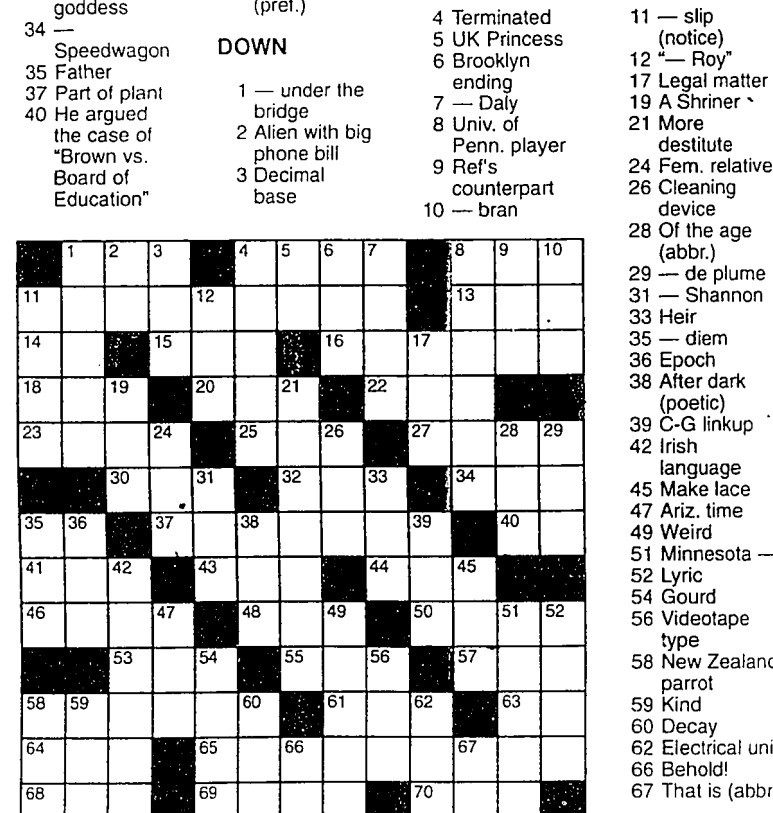 goddess
34 —
Speedwagon
35 Father
37 Part of plant
40 He argued
the case of
"Brown vs.
Board of
Education"
(pref.)
DOWN
1 — under the
bridge
2 Alien with big
phone bill
3 Decimal
base
4 Terminated
5 UK Princess
6 Brooklyn
ending
7 — Daly
8 Univ. of
Penn. player
9 Ref's
counterpart
10 — bran
11 — slip
(notice)
12 "— Roy"
17 Legal matter
19 A Shriner
21 More
destitute
24 Fem. relative
26 Cleaning
device
28 Of the age
(abbr.)
29 — de plume
31 — Shannon
33 Heir
35 — diem
36 Epoch
38 After dark
(poetic)
39 C-G linkup
42 Irish
language
45 Make lace
47 Ariz. time
49 Weird
51 Minnesota —
52 Lyric
54 Gourd
56 Videotape
type
58 New Zealand
parrot
59 Kind
60 Decay
62 Electrical uni
66 Behold!
67 That is (abbr
1 2 3 4 5 6 7 8 9 10
11 12 13
14 15 16 17
18 19 20 21 22
23 24 25 26 27 28 29
30 31 32 33 34
35 36 37 38 39 40
41 42 43 44 45
46 47 48 49 50 51 52
53 54 55 56 57
58 59 60 61 62 63
64 65 66 67
68 69 70